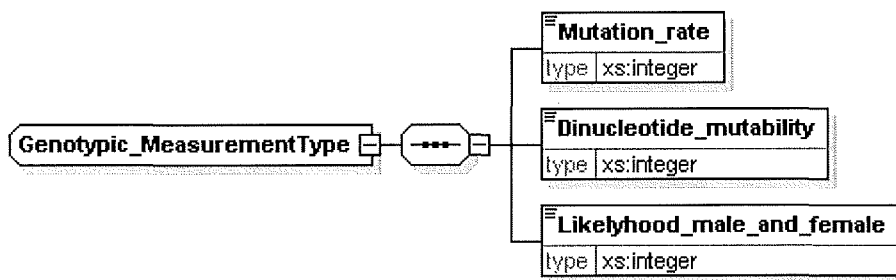 Mutation_rate
type xs:integer
Genotypic_MeasurementType
Dinucleotide_mutability
type xs:integer
Likelyhood_male_and_female
type xs:integer